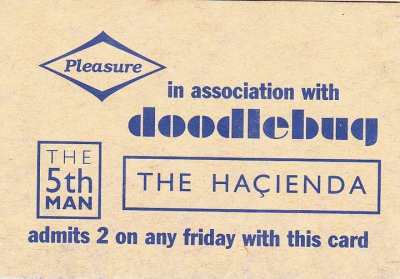 Pleasure
in association with
doodlebug
THE
5th
MAN
THE HAÇIENDA
admits 2 on any friday with this card